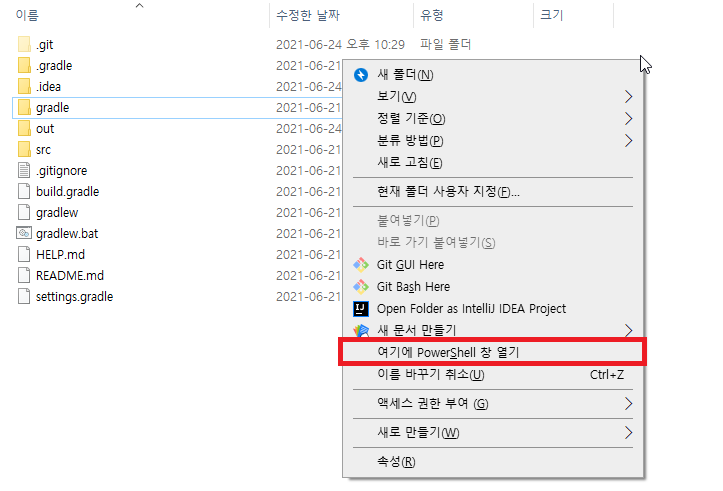 이름 수정한 날짜 유형 크기
.git 2021-06-24 오후 10:29 파일 폴더
.gradle 2021-06-21
.idea 2021-06-24
gradle 2021-06-21
out 2021-06-24
src 2021-06-21
.gitignore 2021-06-21
build.gradle 2021-06-21
gradlew 2021-06-21
gradlew.bat 2021-06-21
HELP.md 2021-06-21
README.md 2021-06-21
settings.gradle 2021-06-21
새 폴더(N)
보기(V)
정렬 기준(O)
분류 방법(P)
새로 고침(E)
현재 폴더 사용자 지정(F)...
붙여넣기(P)
바로 가기 붙여넣기(S)
Git GUI Here
Git Bash Here
Open Folder as IntelliJ IDEA Project
새 문서 만들기
여기에 PowerShell 창 열기
이름 바꾸기 취소(U) Ctrl+Z
액세스 권한 부여 (G)
새로 만들기(W)
속성(R)